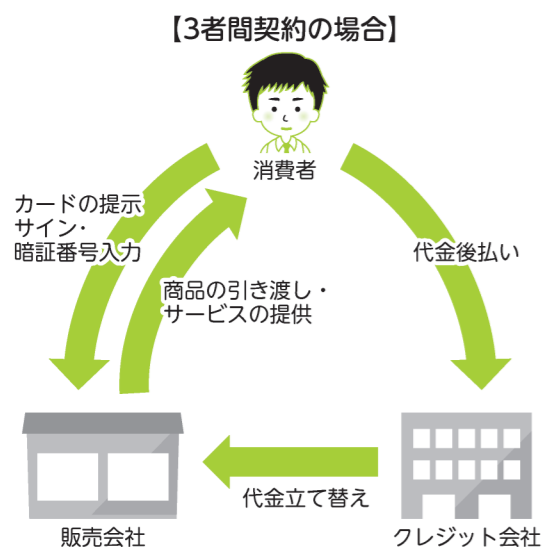 【3者間契約の場合】
消費者
カードの提示
サイン・
暗証番号入力
代金後払い
商品の引き渡し・
サービスの提供
代金立て替え
販売会社
クレジット会社